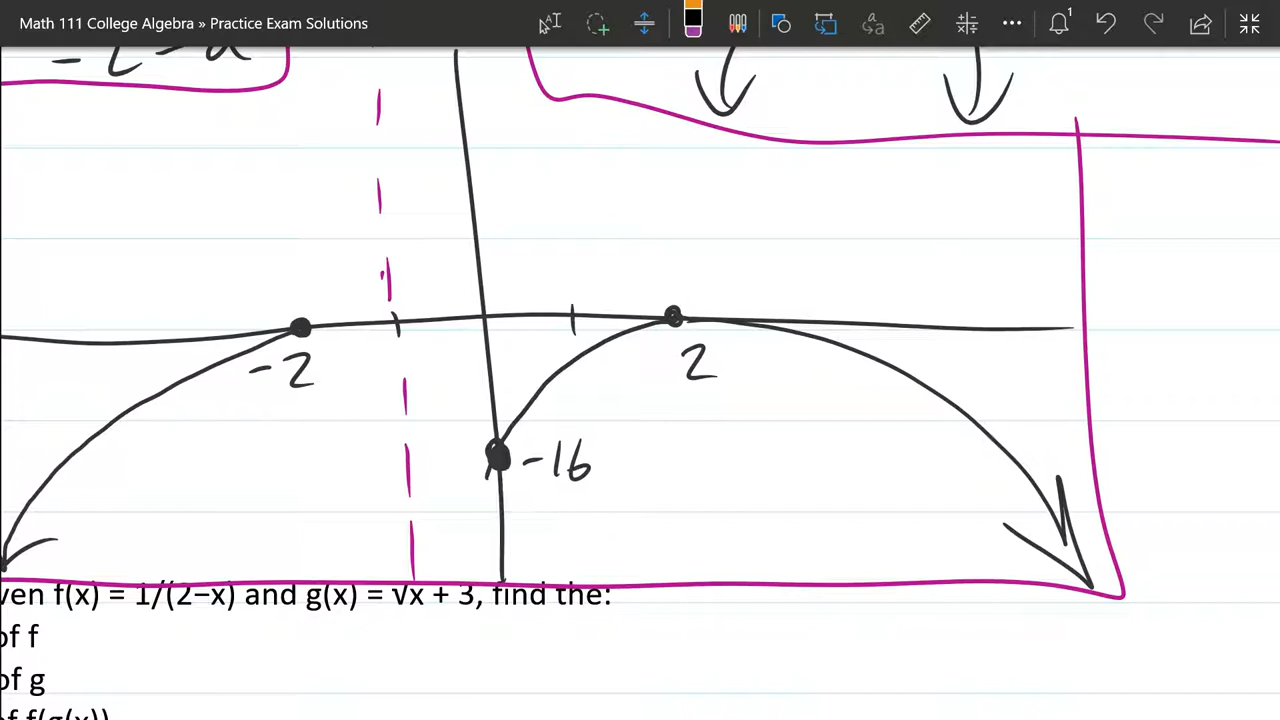 Math 111 College Algebra » Practice Exam Solutions
-2
2
-16
ven f(x) = 1/(2−x) and g(x) = √x + 3, find the:
of f
of g
of f(g(x))